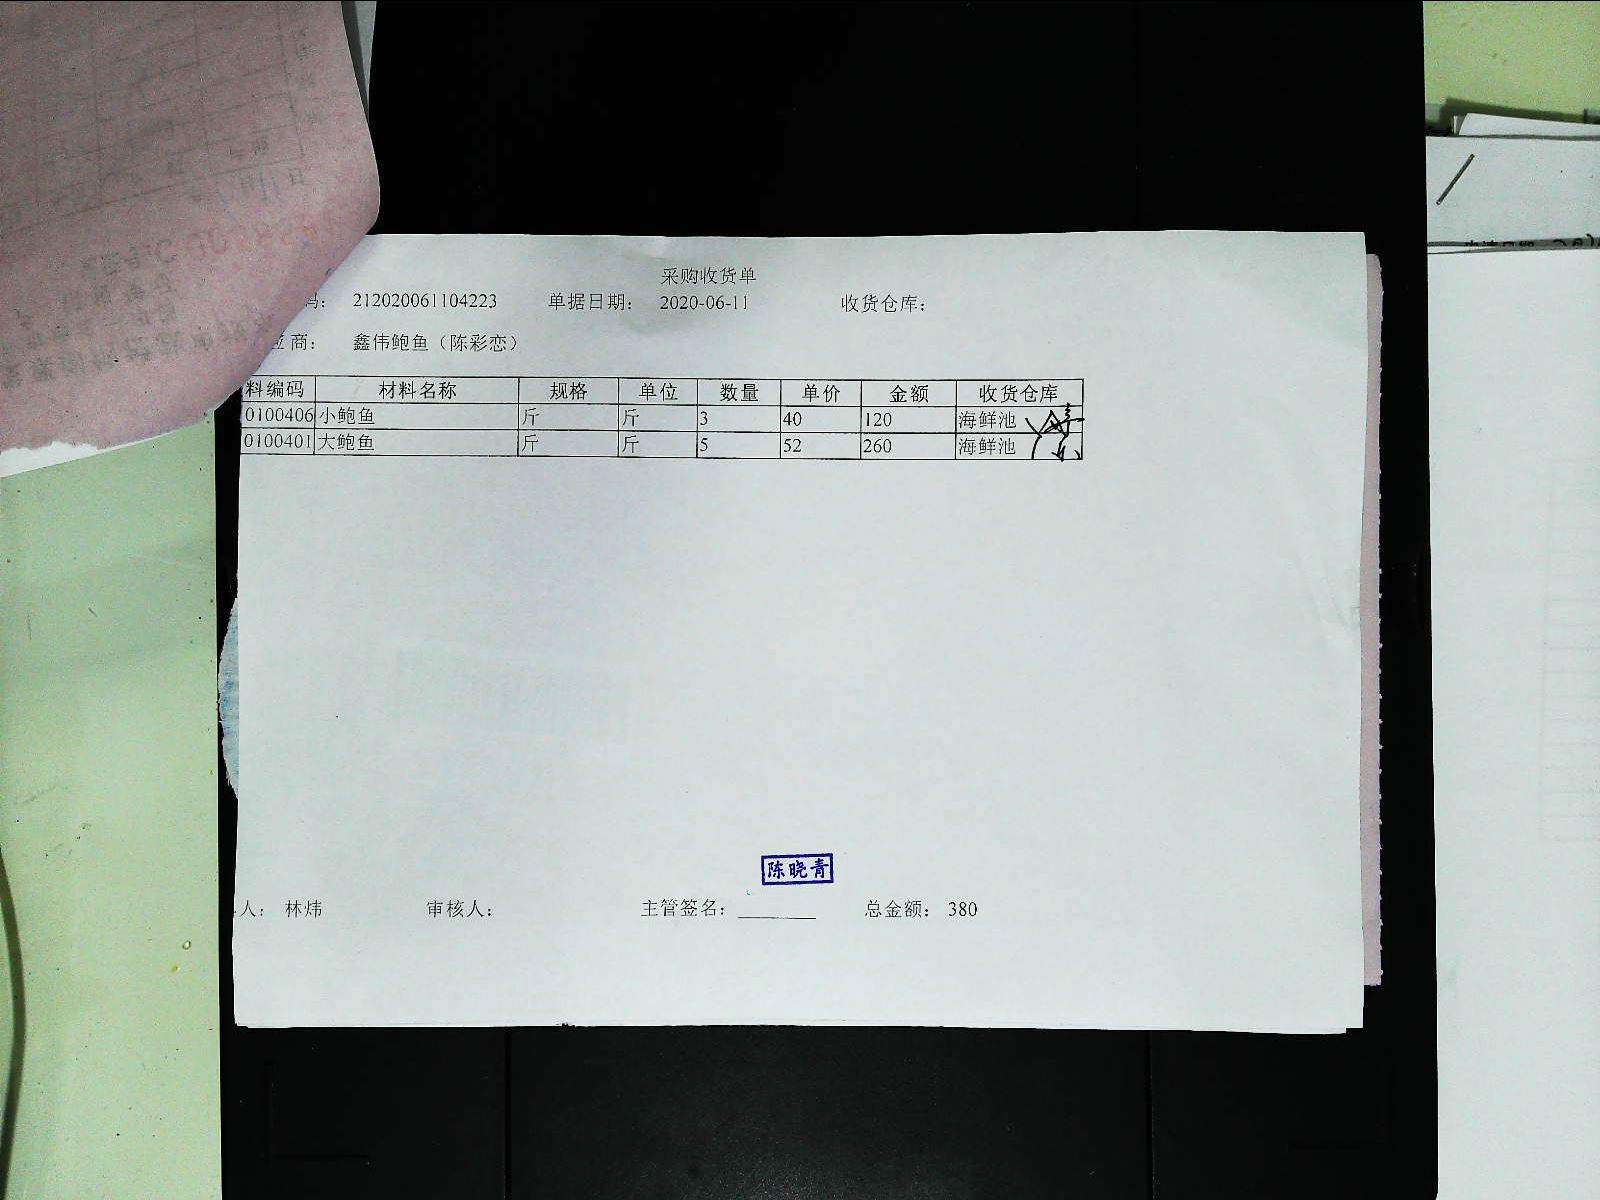 采购收货单
码： 212020061104223 单据日期： 2020-06-11 收货仓库：
应商： 鑫伟鲍鱼（陈彩恋）
料编码 材料名称 规格 单位 数量 单价 金额 收货仓库
0100406 小鲍鱼 斤 斤 3 40 120 海鲜池
0100401 大鲍鱼 斤 斤 5 52 260 海鲜池
陈晓青
人： 林炜 审核人： 主管签名： 总金额： 380